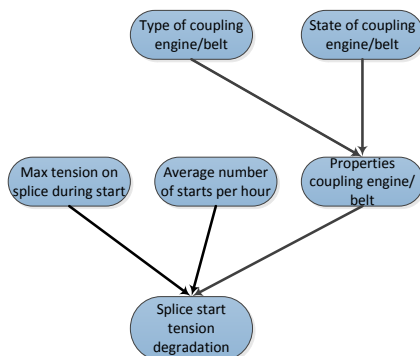 Type of coupling
engine/belt
State of coupling
engine/belt
Max tension on
splice during start
Average number
of starts per hour
Properties
coupling engine/
belt
Splice start
tension
degradation